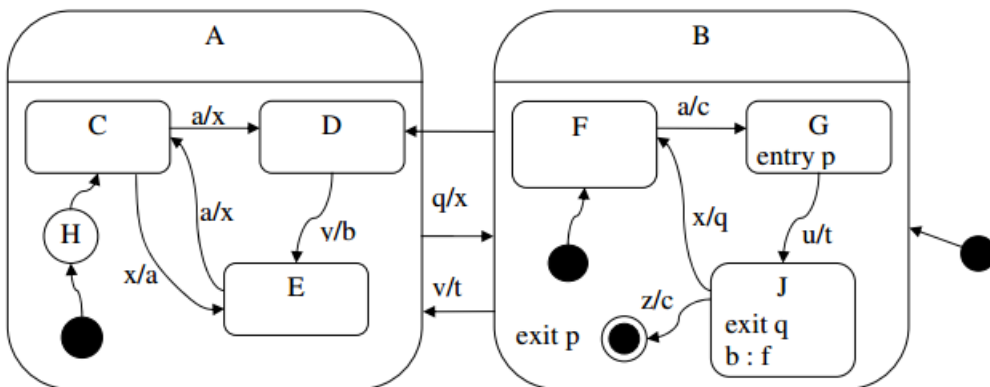 A
B
C
a/x
D
F
a/c
G
entry p
H
a/x
v/b
q/x
x/q
u/t
x/a
E
v/t
z/c
J
exit p
exit q
b : f